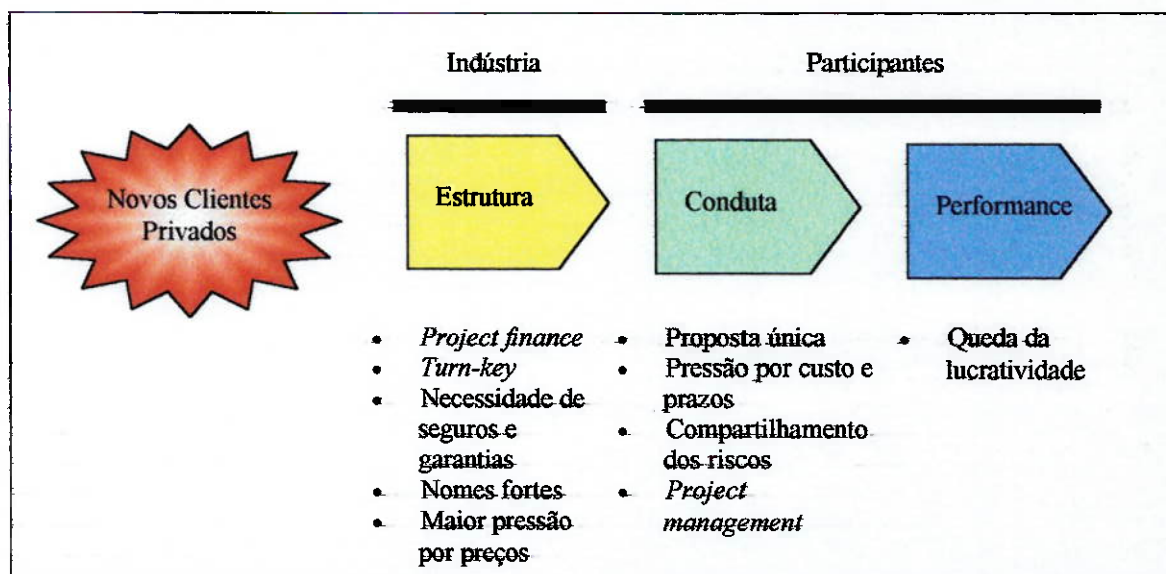 Indústria
Participantes
Novos Clientes
Privados
Estrutura
Conduta
Performance
• Project finance
• Turn-key
• Necessidade de
seguros e
garantias
• Nomes fortes
• Maior pressão
por preços
• Proposta única
• Pressão por custo e
prazos
• Compartilhamento
dos riscos
• Project
management
• Queda da
lucratividade